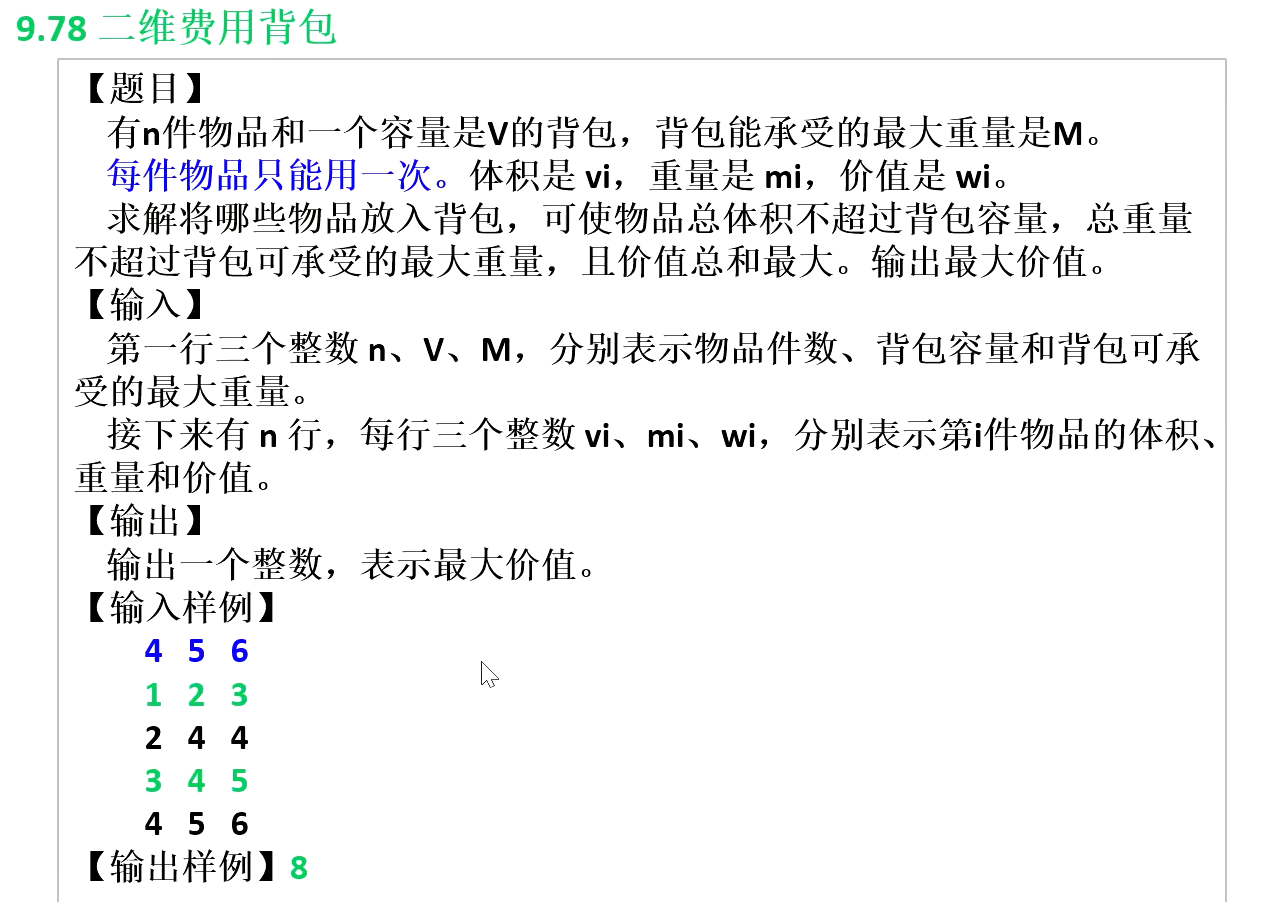 9.78 二维费用背包
【题目】
有n件物品和一个容量是V的背包，背包能承受的最大重量是M。
每件物品只能用一次。体积是 vi，重量是 mi，价值是 wi。
求解将哪些物品放入背包，可使物品总体积不超过背包容量，总重量
不超过背包可承受的最大重量，且价值总和最大。输出最大价值。
【输入】
第一行三个整数 n、V、M，分别表示物品件数、背包容量和背包可承
受的最大重量。
接下来有 n 行，每行三个整数 vi、mi、wi，分别表示第i件物品的体积、
重量和价值。
【输出】
输出一个整数，表示最大价值。
【输入样例】
4 5 6
1 2 3
2 4 4
3 4 5
4 5 6
【输出样例】8